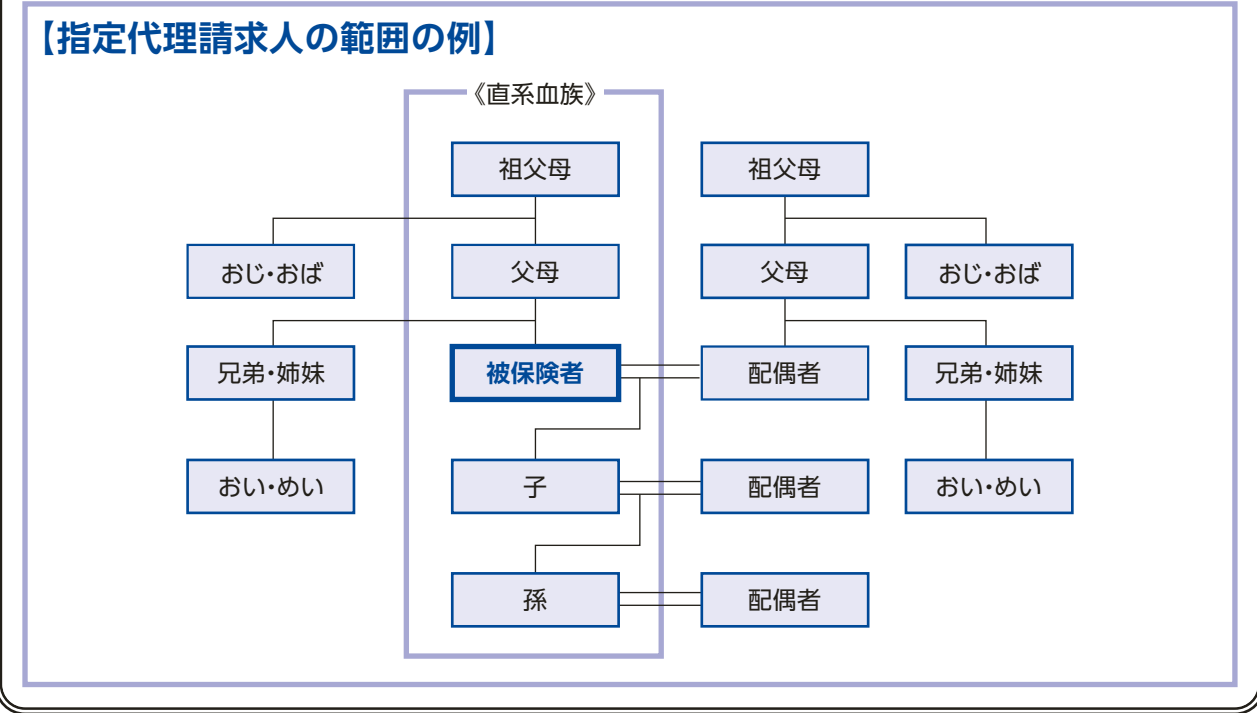 【指定代理請求人の範囲の例】
《直系血族》
祖父母
祖父母
おじ・おば
父母
父母
おじ・おば
兄弟・姉妹
被保険者
配偶者
兄弟・姉妹
おい・めい
子
配偶者
おい・めい
孫
配偶者